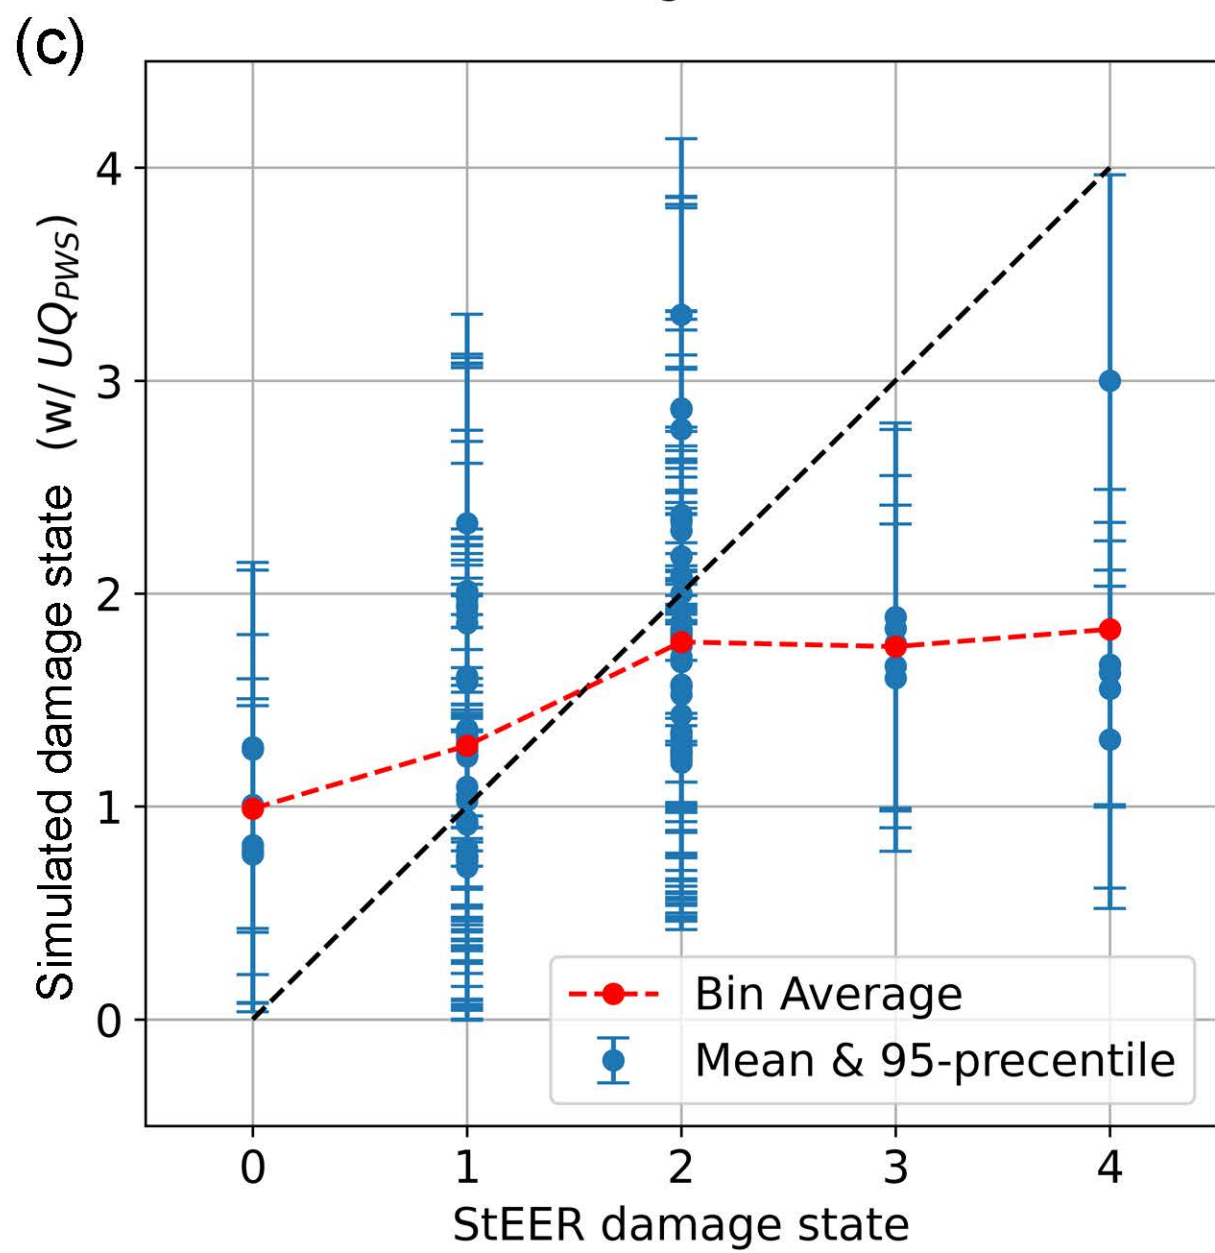 (c)
Simulated damage state (w/ UQPWS)
4
3
2
1
0
Bin Average
Mean & 95-precentile
0 1 2 3 4
StEER damage state